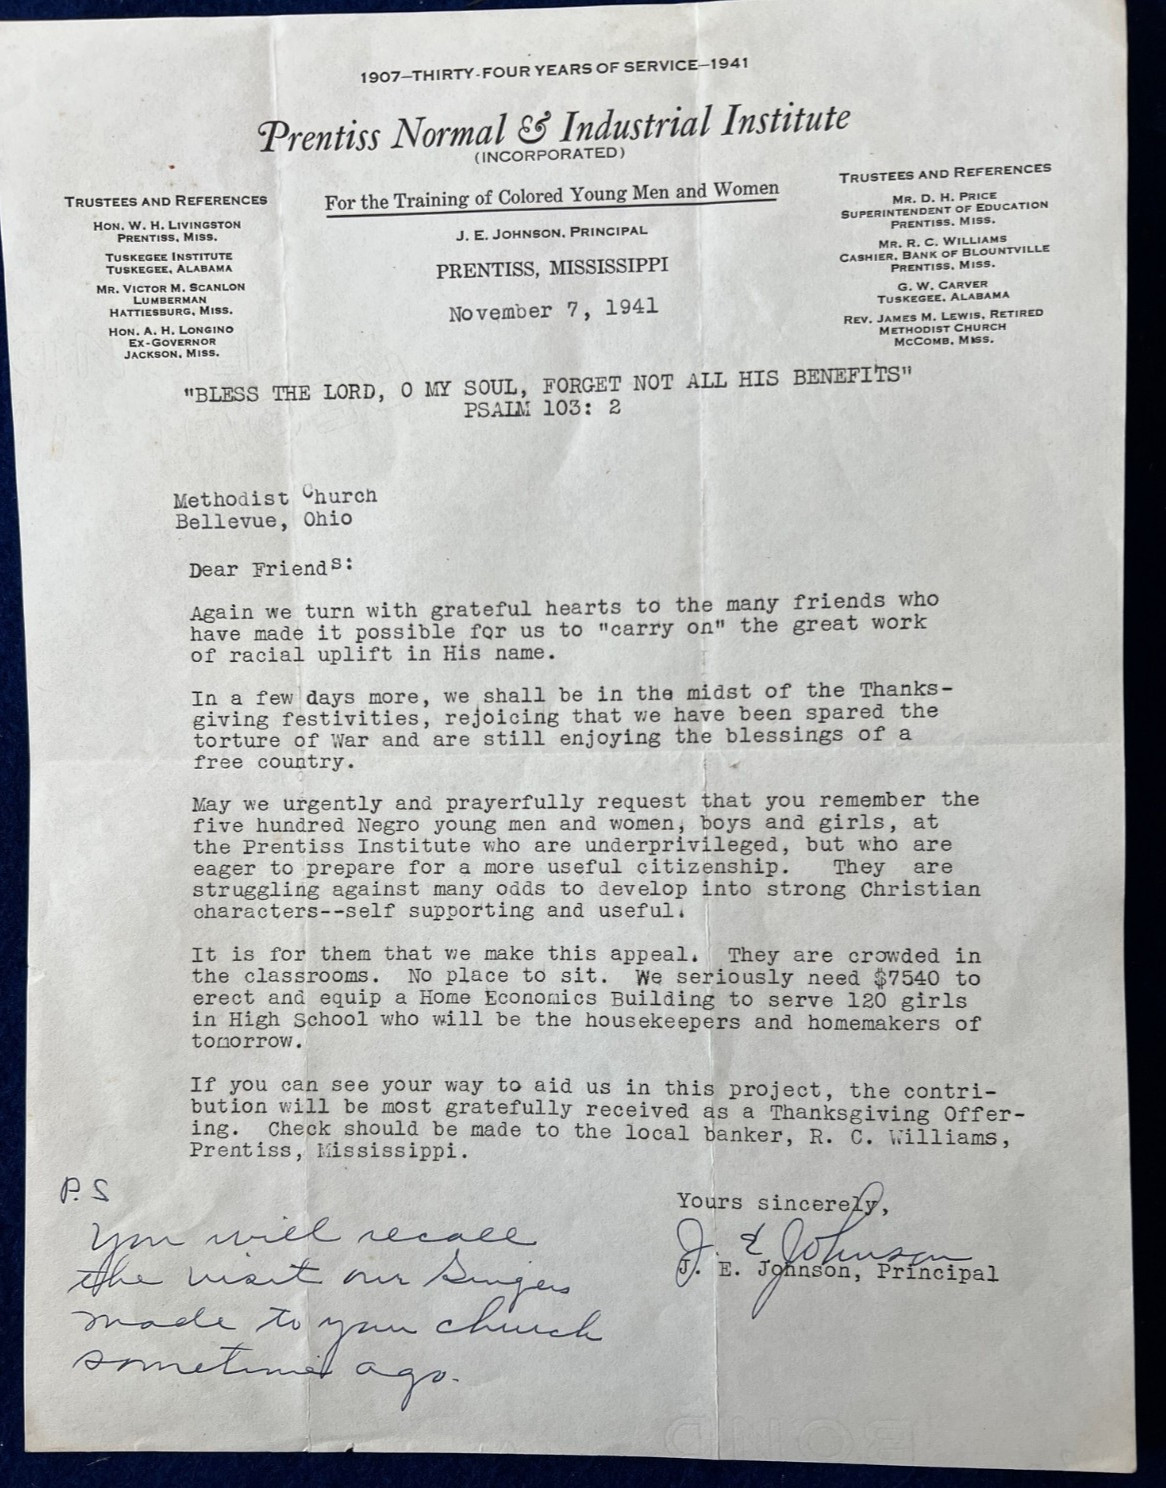 1907—THIRTY-FOUR YEARS OF SERVICE—1941
Prentiss Normal & Industrial Institute
(INCORPORATED)
For the Training of Colored Young Men and Women
J. E. JOHNSON, PRINCIPAL
PRENTISS, MISSISSIPPI
November 7, 1941
TRUSTEES AND REFERENCES
HON. W. H. LIVINGSTON
PRENTISS, MISS.
TUSKEGEE INSTITUTE
TUSKEGEE, ALABAMA
MR. VICTOR M. SCANLON
LUMBERMAN
HATTIESBURG, MISS.
HON. A. H. LONGINO
EX-GOVERNOR
JACKSON, MISS.
TRUSTEES AND REFERENCES
MR. D. H. PRICE
SUPERINTENDENT OF EDUCATION
PRENTISS, MISS.
MR. R. C. WILLIAMS
CASHIER, BANK OF BLOUNTVILLE
PRENTISS, MISS.
G. W. CARVER
TUSKEGEE, ALABAMA
REV. JAMES M. LEWIS, RETIRED
METHODIST CHURCH
MCCOMB, MISS.
"BLESS THE LORD, O MY SOUL, FORGET NOT ALL HIS BENEFITS"
PSALM 103: 2
Methodist Church
Bellevue, Ohio
Dear Friends:
Again we turn with grateful hearts to the many friends who
have made it possible for us to "carry on" the great work
of racial uplift in His name.
In a few days more, we shall be in the midst of the Thanks-
giving festivities, rejoicing that we have been spared the
torture of War and are still enjoying the blessings of a
free country.
May we urgently and prayerfully request that you remember the
five hundred Negro young men and women, boys and girls, at
the Prentiss Institute who are underprivileged, but who are
eager to prepare for a more useful citizenship. They are
struggling against many odds to develop into strong Christian
characters--self supporting and useful.
It is for them that we make this appeal. They are crowded in
the classrooms. No place to sit. We seriously need $7540 to
erect and equip a Home Economics Building to serve 120 girls
in High School who will be the housekeepers and homemakers of
tomorrow.
If you can see your way to aid us in this project, the contri-
bution will be most gratefully received as a Thanksgiving Offer-
ing. Check should be made to the local banker, R. C. Williams,
Prentiss, Mississippi.
Yours sincerely,
J. E Johnson
J. E. Johnson, Principal
P.S
You will recall
the visit our Singers
made to your church
sometime ago.
BOND